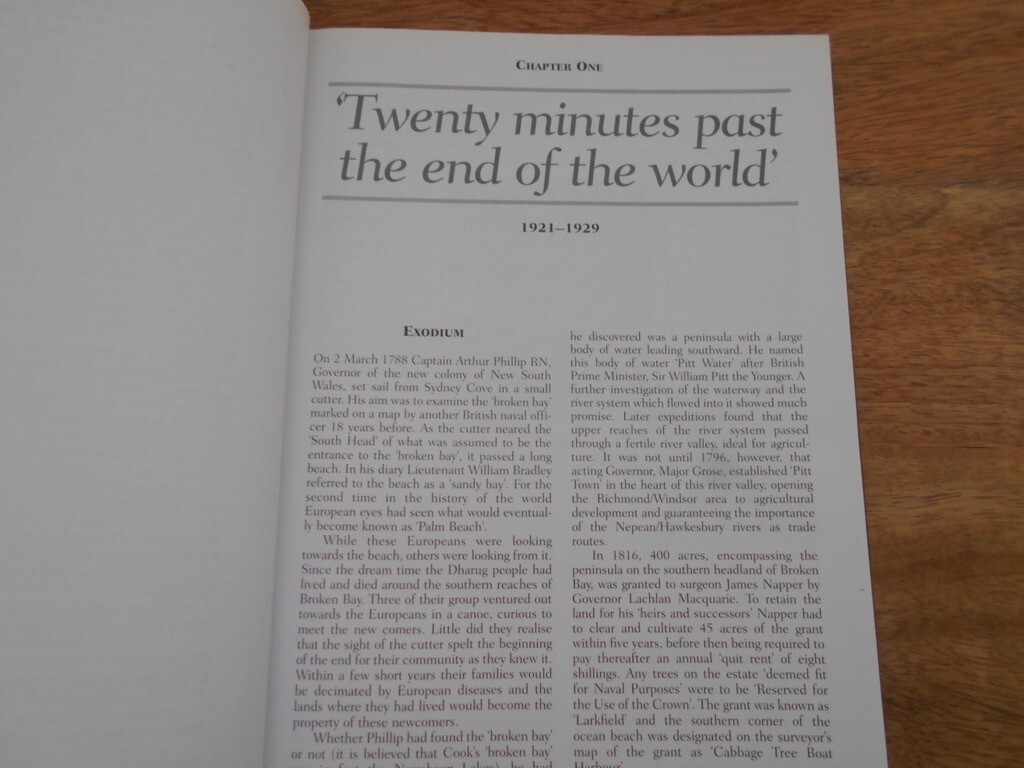 CHAPTER ONE
'Twenty minutes past
the end of the world'
1921–1929
EXODIUM
On 2 March 1788 Captain Arthur Phillip RN,
Governor of the new colony of New South
Wales, set sail from Sydney Cove in a small
cutter. His aim was to examine the 'broken bay'
marked on a map by another British naval offi-
cer 18 years before. As the cutter neared the
'South Head' of what was assumed to be the
entrance to the 'broken bay', it passed a long
beach. In his diary Lieutenant William Bradley
referred to the beach as a 'sandy bay'. For the
second time in the history of the world
European eyes had seen what would eventual-
ly become known as 'Palm Beach'.
While these Europeans were looking
towards the beach, others were looking from it.
Since the dream time the Dharug people had
lived and died around the southern reaches of
Broken Bay. Three of their group ventured out
towards the Europeans in a canoe, curious to
meet the new comers. Little did they realise
that the sight of the cutter spelt the beginning
of the end for their community as they knew it.
Within a few short years their families would
be decimated by European diseases and the
lands where they had lived would become the
property of these newcomers.
Whether Phillip had found the 'broken bay'
or not (it is believed that Cook's 'broken bay'
he had
he discovered was a peninsula with a large
body of water leading southward. He named
this body of water 'Pitt Water' after British
Prime Minister, Sir William Pitt the Younger. A
further investigation of the waterway and the
river system which flowed into it showed much
promise. Later expeditions found that the
upper reaches of the river system passed
through a fertile river valley, ideal for agricul-
ture. It was not until 1796, however, that
acting Governor, Major Grose, established 'Pitt
Town' in the heart of this river valley, opening
the Richmond/Windsor area to agricultural
development and guaranteeing the importance
of the Nepean/Hawkesbury rivers as trade
routes.
In 1816, 400 acres, encompassing the
peninsula on the southern headland of Broken
Bay, was granted to surgeon James Napper by
Governor Lachlan Macquarie. To retain the
land for his 'heirs and successors' Napper had
to clear and cultivate 45 acres of the grant
within five years, before then being required to
pay thereafter an annual 'quit rent' of eight
shillings. Any trees on the estate 'deemed fit
for Naval Purposes' were to be 'Reserved for
the Use of the Crown'. The grant was known as
'Larkfield' and the southern corner of the
ocean beach was designated on the surveyor's
map of the grant as 'Cabbage Tree Boat
Harbour'